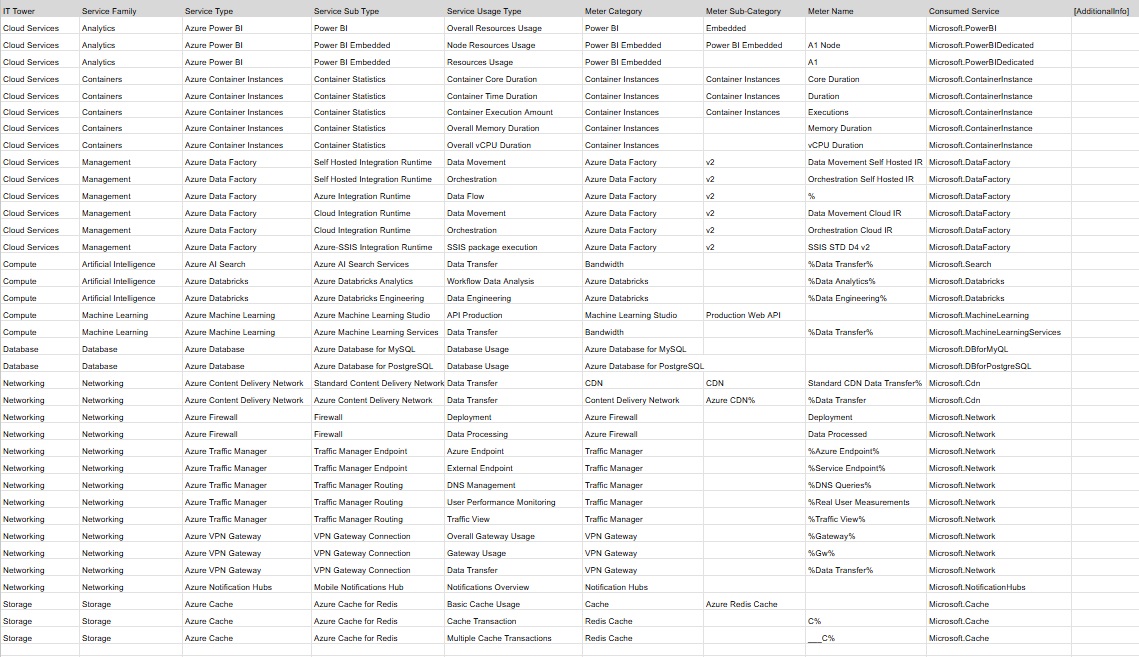 IT Tower Service Family Service Type Service Sub Type Service Usage Type Meter Category Meter Sub-Category Meter Name Consumed Service [AdditionalInfo]
Cloud Services Analytics Azure Power BI Power BI Overall Resources Usage Power BI Embedded Microsoft.PowerBI
Cloud Services Analytics Azure Power BI Power BI Embedded Node Resources Usage Power BI Embedded Power BI Embedded A1 Node Microsoft.PowerBIDedicated
Cloud Services Analytics Azure Power BI Power BI Embedded Resources Usage Power BI Embedded A1 Microsoft.PowerBIDedicated
Cloud Services Containers Azure Container Instances Container Statistics Container Core Duration Container Instances Container Instances Core Duration Microsoft.ContainerInstance
Cloud Services Containers Azure Container Instances Container Statistics Container Time Duration Container Instances Container Instances Duration Microsoft.ContainerInstance
Cloud Services Containers Azure Container Instances Container Statistics Container Execution Amount Container Instances Container Instances Executions Microsoft.ContainerInstance
Cloud Services Containers Azure Container Instances Container Statistics Overall Memory Duration Container Instances Memory Duration Microsoft.ContainerInstance
Cloud Services Containers Azure Container Instances Container Statistics Overall vCPU Duration Container Instances vCPU Duration Microsoft.ContainerInstance
Cloud Services Management Azure Data Factory Self Hosted Integration Runtime Data Movement Azure Data Factory v2 Data Movement Self Hosted IR Microsoft.DataFactory
Cloud Services Management Azure Data Factory Self Hosted Integration Runtime Orchestration Azure Data Factory v2 Orchestration Self Hosted IR Microsoft.DataFactory
Cloud Services Management Azure Data Factory Azure Integration Runtime Data Flow Azure Data Factory v2 % Microsoft.DataFactory
Cloud Services Management Azure Data Factory Cloud Integration Runtime Data Movement Azure Data Factory v2 Data Movement Cloud IR Microsoft.DataFactory
Cloud Services Management Azure Data Factory Cloud Integration Runtime Orchestration Azure Data Factory v2 Orchestration Cloud IR Microsoft.DataFactory
Cloud Services Management Azure Data Factory Azure-SSIS Integration Runtime SSIS package execution Azure Data Factory v2 SSIS STD D4 v2 Microsoft.DataFactory
Compute Artificial Intelligence Azure AI Search Azure AI Search Services Data Transfer Bandwidth %Data Transfer% Microsoft.Search
Compute Artificial Intelligence Azure Databricks Azure Databricks Analytics Workflow Data Analysis Azure Databricks %Data Analytics% Microsoft.Databricks
Compute Artificial Intelligence Azure Databricks Azure Databricks Engineering Data Engineering Azure Databricks %Data Engineering% Microsoft.Databricks
Compute Machine Learning Azure Machine Learning Azure Machine Learning Studio API Production Machine Learning Studio Production Web API Microsoft.MachineLearning
Compute Machine Learning Azure Machine Learning Azure Machine Learning Services Data Transfer Bandwidth %Data Transfer% Microsoft.MachineLearningServices
Database Database Azure Database Azure Database for MySQL Database Usage Azure Database for MySQL Microsoft.DBforMyQL
Database Database Azure Database Azure Database for PostgreSQL Database Usage Azure Database for PostgreSQL Microsoft.DBforPostgreSQL
Networking Networking Azure Content Delivery Network Standard Content Delivery Network Data Transfer CDN CDN Standard CDN Data Transfer% Microsoft.Cdn
Networking Networking Azure Content Delivery Network Azure Content Delivery Network Data Transfer Content Delivery Network Azure CDN% %Data Transfer Microsoft.Cdn
Networking Networking Azure Firewall Firewall Deployment Azure Firewall Deployment Microsoft.Network
Networking Networking Azure Firewall Firewall Data Processing Azure Firewall Data Processed Microsoft.Network
Networking Networking Azure Traffic Manager Traffic Manager Endpoint Azure Endpoint Traffic Manager %Azure Endpoint% Microsoft.Network
Networking Networking Azure Traffic Manager Traffic Manager Endpoint External Endpoint Traffic Manager %Service Endpoint% Microsoft.Network
Networking Networking Azure Traffic Manager Traffic Manager Routing DNS Management Traffic Manager %DNS Queries% Microsoft.Network
Networking Networking Azure Traffic Manager Traffic Manager Routing User Performance Monitoring Traffic Manager %Real User Measurements Microsoft.Network
Networking Networking Azure Traffic Manager Traffic Manager Routing Traffic View Traffic Manager %Traffic View% Microsoft.Network
Networking Networking Azure VPN Gateway VPN Gateway Connection Overall Gateway Usage VPN Gateway %Gateway% Microsoft.Network
Networking Networking Azure VPN Gateway VPN Gateway Connection Gateway Usage VPN Gateway %Gw% Microsoft.Network
Networking Networking Azure VPN Gateway VPN Gateway Connection Data Transfer VPN Gateway %Data Transfer% Microsoft.Network
Networking Networking Azure Notification Hubs Mobile Notifications Hub Notifications Overview Notification Hubs Microsoft.NotificationHubs
Storage Storage Azure Cache Azure Cache for Redis Basic Cache Usage Cache Azure Redis Cache Microsoft.Cache
Storage Storage Azure Cache Azure Cache for Redis Cache Transaction Redis Cache C% Microsoft.Cache
Storage Storage Azure Cache Azure Cache for Redis Multiple Cache Transactions Redis Cache ___C% Microsoft.Cache